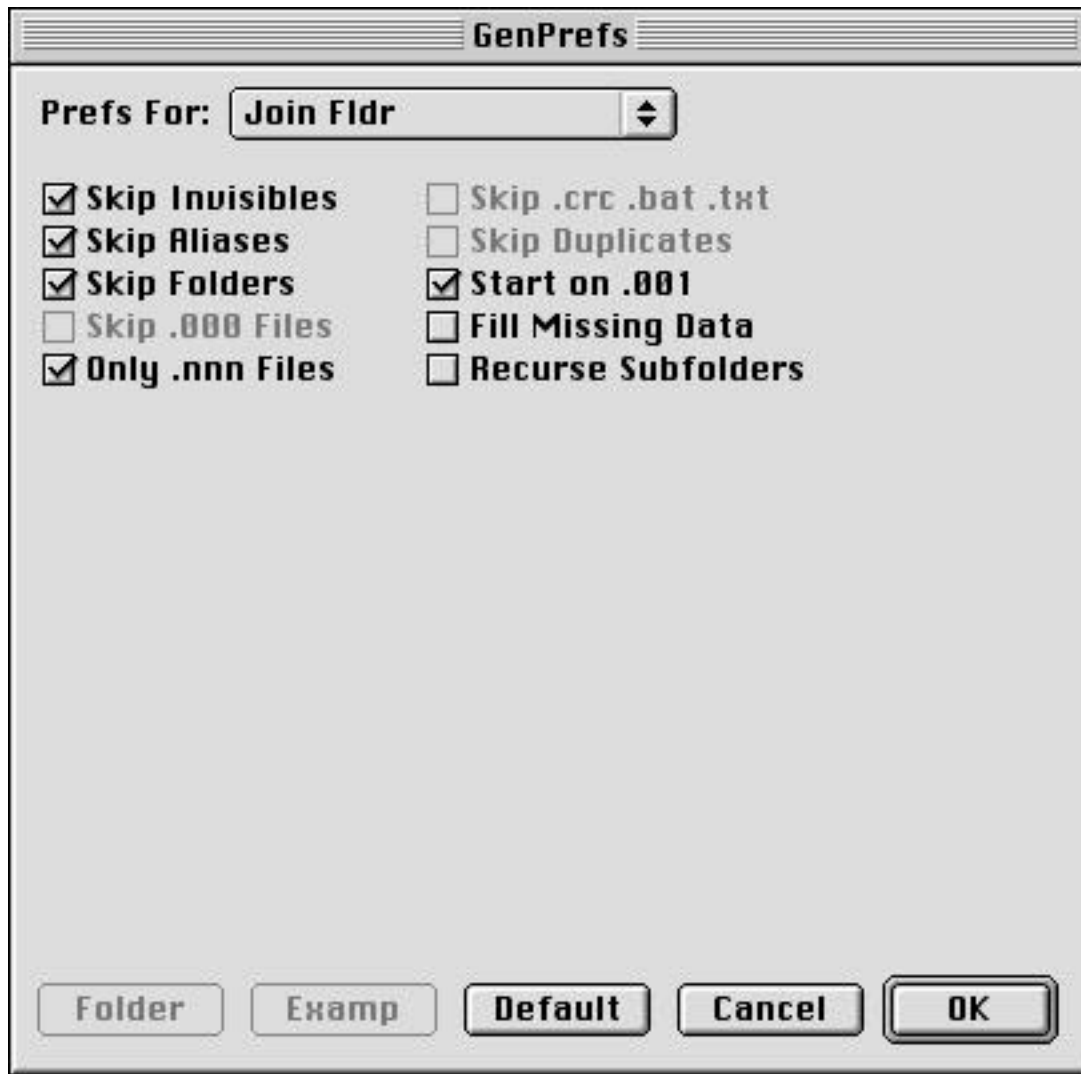 GenPrefs
Prefs For: Join Fldr
Skip Invisibles
Skip Aliases
Skip Folders
Skip .000 Files
Only .nnn Files
Skip .crc .bat .txt
Skip Duplicates
Start on .001
Fill Missing Data
Recurse Subfolders
Folder Examp Default Cancel OK